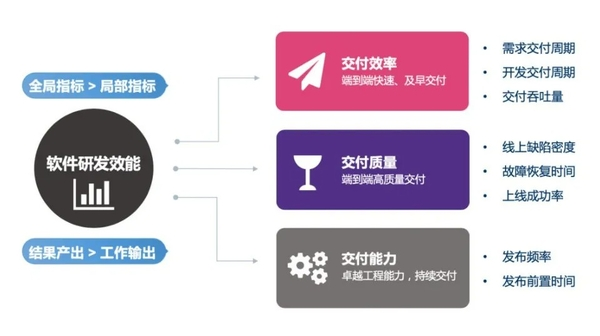 全局指标 > 局部指标
软件研发效能
结果产出 > 工作输出
交付效率
端到端快速、及早交付
• 需求交付周期
• 开发交付周期
• 交付吞吐量
交付质量
端到端高质量交付
• 线上缺陷密度
• 故障恢复时间
• 上线成功率
交付能力
卓越工程能力，持续交付
• 发布频率
• 发布前置时间